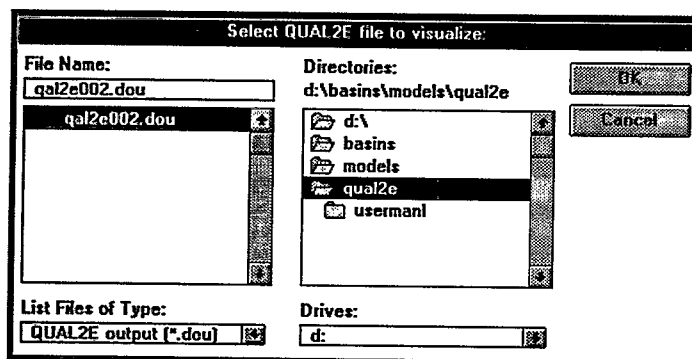 Select QUAL2E file to visualize:
File Name:
qal2e002.dou
qal2e002.dou
List Files of Type:
QUAL2E output (*.dou)
Directories:
d:\basins\models\qual2e
d:\
basins
models
qual2e
usermanl
Drives:
d:
OK
Cancel